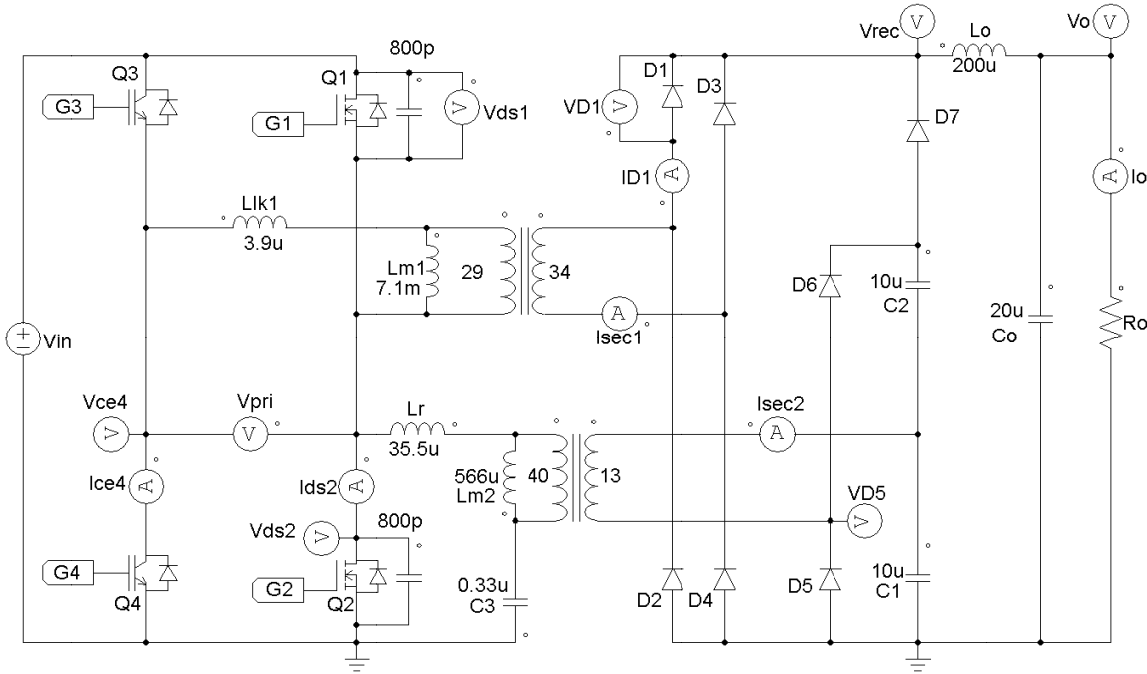 Vrec
V
Lo
200u
Vo
V
800p
Q3
Q1
G3
G1
V
Vds1
VD1
V
D1
D3
D7
ID1
A
A
Io
Llk1
3.9u
Lm1
7.1m
29
34
A
Isec1
D6
10u
C2
20u
Co
Ro
Vin
Vce4
V
Vpri
V
Lr
35.5u
Isec2
A
566u
Lm2
40
13
Ice4
A
Ids2
A
VD5
V
Vds2
V
800p
G4
Q4
G2
Q2
0.33u
C3
D2
D4
D5
10u
C1